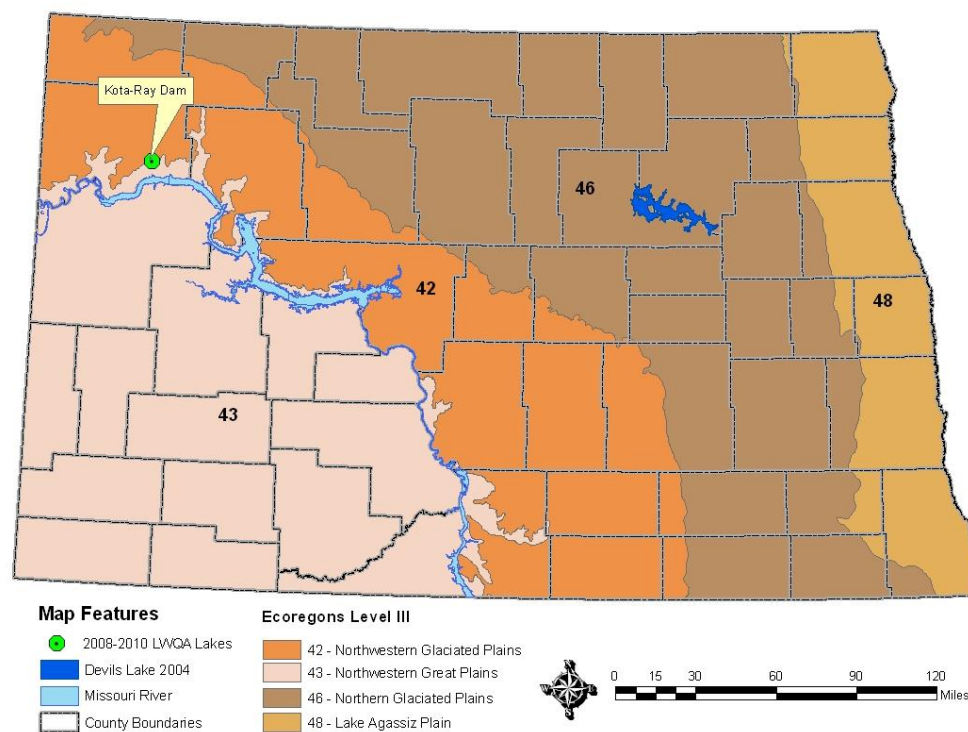 Kota-Ray Dam
46
42
48
43
Map Features
2008-2010 LWQA Lakes
Devils Lake 2004
Missouri River
County Boundaries
Ecoregons Level III
42 - Northwestern Glaciated Plains
43 - Northwestern Great Plains
46 - Northern Glaciated Plains
48 - Lake Agassiz Plain
N
E
S
W
0 15 30 60 90 120
Miles